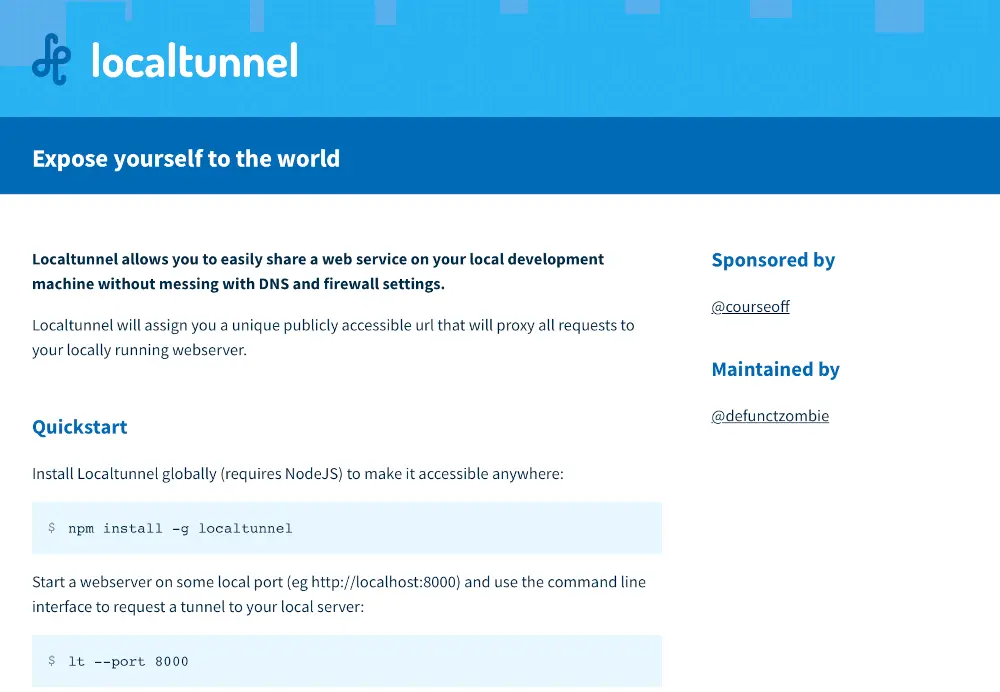 localtunnel
Expose yourself to the world
Localtunnel allows you to easily share a web service on your local development
machine without messing with DNS and firewall settings.
Localtunnel will assign you a unique publicly accessible url that will proxy all requests to
your locally running webserver.
Quickstart
Install Localtunnel globally (requires NodeJS) to make it accessible anywhere:
$ npm install -g localtunnel
Start a webserver on some local port (eg http://localhost:8000) and use the command line
interface to request a tunnel to your local server:
$ lt --port 8000
Sponsored by
@courseoff
Maintained by
@defunctzombie